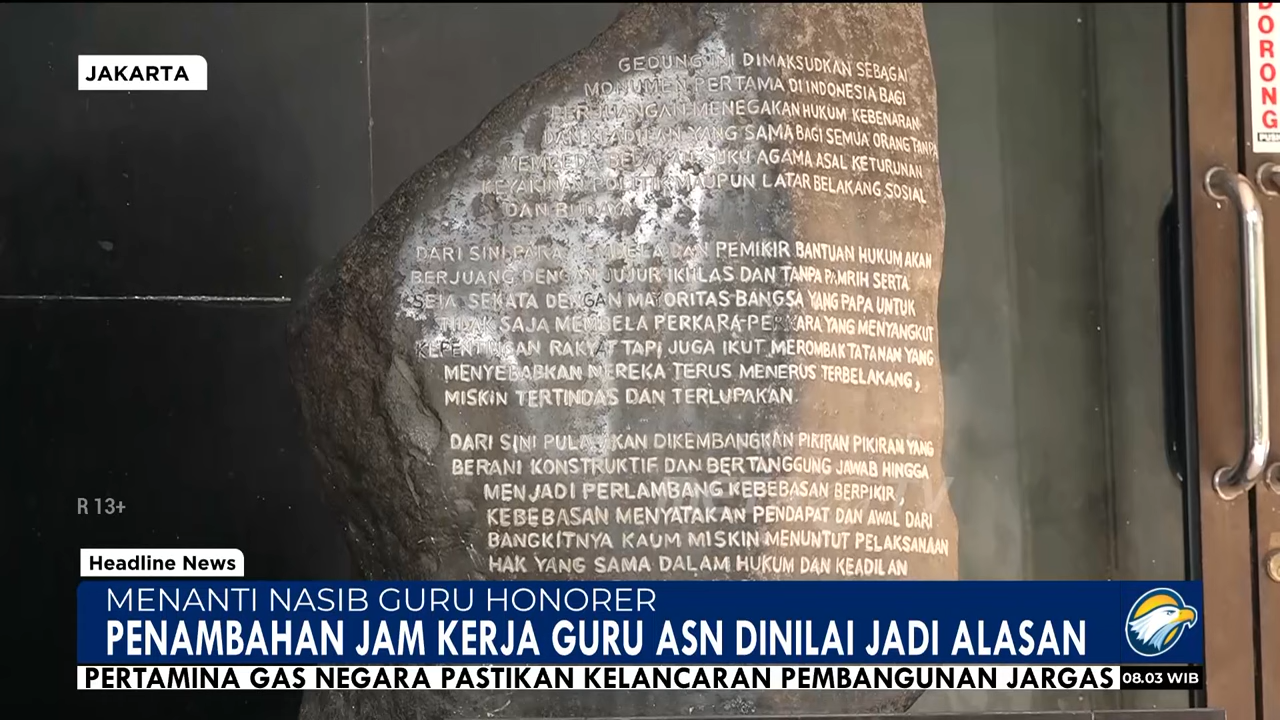 JAKARTA
DORONG
GEDUNG INI DIMAKSUDKAN SEBAGAI
MONUMEN PERTAMA DI INDONESIA BAGI
PERJUANGAN MENEGAKAN HUKUM KEBENARAN
DAN KEADILAN YANG SAMA BAGI SEMUA ORANG TANPA
MEMBEDA BEDAKAN SUKU AGAMA ASAL KETURUNAN
KEYAKINAN POLITIK MAUPUN LATAR BELAKANG SOSIAL
DAN BUDAYA
DARI SINI PARA PEMBELA DAN PEMIKIR BANTUAN HUKUM AKAN
BERJUANG DENGAN JUJUR IKHLAS DAN TANPA PAMRIH SERTA
SEIA SEKATA DENGAN MAYORITAS BANGSA YANG PAPA UNTUK
TIDAK SAJA MEMBELA PERKARA-PERKARA YANG MENYANGKUT
KEPENTINGAN RAKYAT TAPI JUGA IKUT MEROMBAK TATANAN YANG
MENYEBABKAN MEREKA TERUS MENERUS TERBELAKANG,
MISKIN TERTINDAS DAN TERLUPAKAN.
DARI SINI PULA AKAN DIKEMBANGKAN PIKIRAN PIKIRAN YANG
BERANI KONSTRUKTIF DAN BERTANGGUNG JAWAB HINGGA
MENJADI PERLAMBANG KEBEBASAN BERPIKIR,
KEBEBASAN MENYATAKAN PENDAPAT DAN AWAL DARI
BANGKITNYA KAUM MISKIN MENUNTUT PELAKSANAAN
HAK YANG SAMA DALAM HUKUM DAN KEADILAN
R 13+
Headline News
MENANTI NASIB GURU HONORER
PENAMBAHAN JAM KERJA GURU ASN DINILAI JADI ALASAN
PERTAMINA GAS NEGARA PASTIKAN KELANCARAN PEMBANGUNAN JARGAS
08.03 WIB